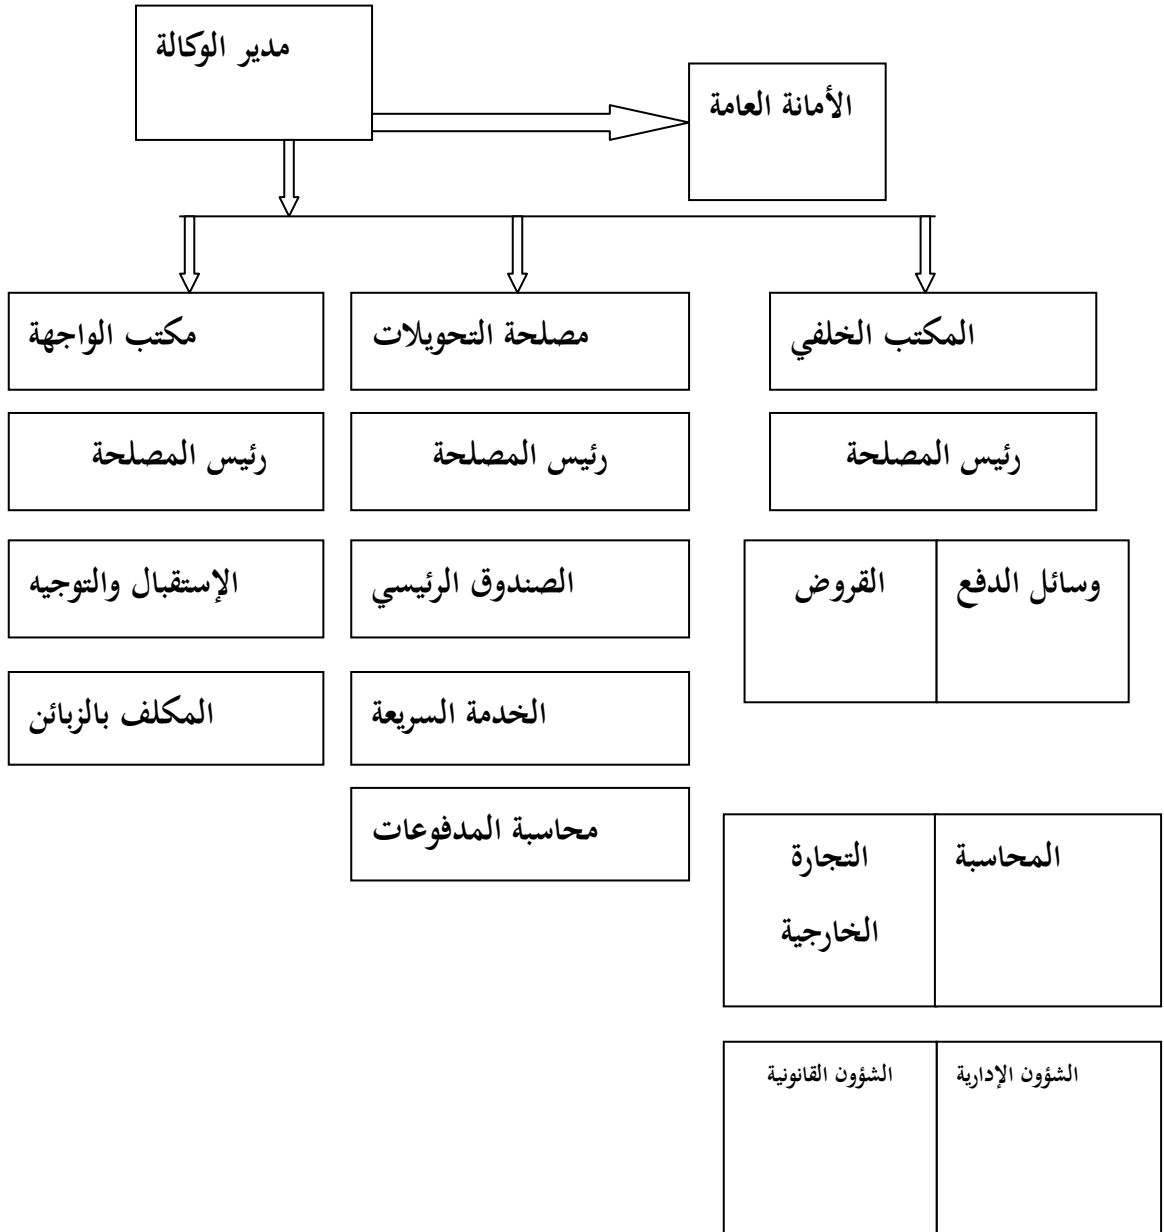 مدير الوكالة
الأمانة العامة
المكتب الخلفي
مصلحة التحويلات
مكتب الواجهة
رئيس المصلحة
رئيس المصلحة
رئيس المصلحة
وسائل الدفع
القروض
الصندوق الرئيسي
الإستقبال والتوجيه
الخدمة السريعة
المكلف بالزبائن
محاسبة المدفوعات
المحاسبة
التجارة
الخارجية
الشؤون الإدارية
الشؤون القانونية